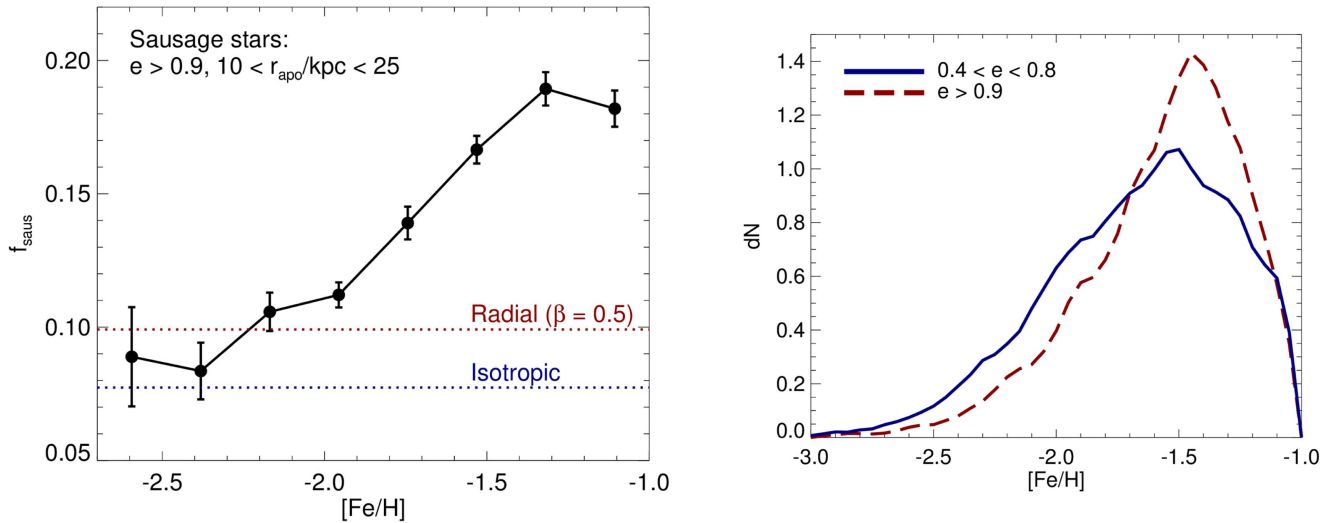 Sausage stars:
e > 0.9, 10 < r_apo/kpc < 25
0.20
0.15
0.10
0.05
f_saus
Radial (β = 0.5)
Isotropic
-2.5
-2.0
-1.5
-1.0
[Fe/H]
0.4 < e < 0.8
e > 0.9
1.4
1.2
1.0
0.8
0.6
0.4
0.2
0.0
dN
-3.0
-2.5
-2.0
-1.5
-1.0
[Fe/H]